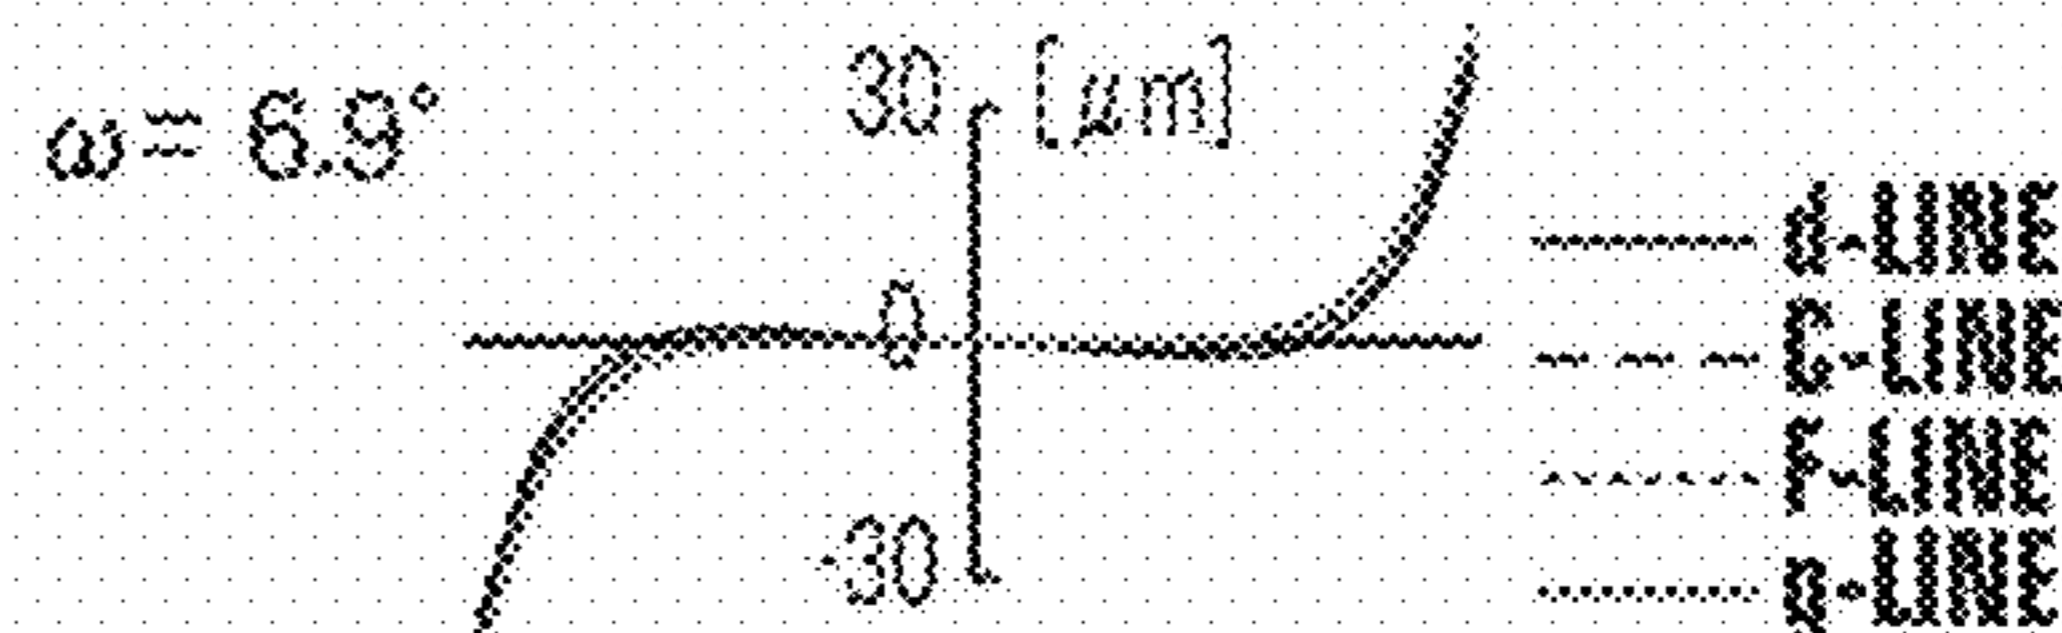 ω= 6.9°
30 [μm]
0
-30
d-LINE
C-LINE
F-LINE
g-LINE